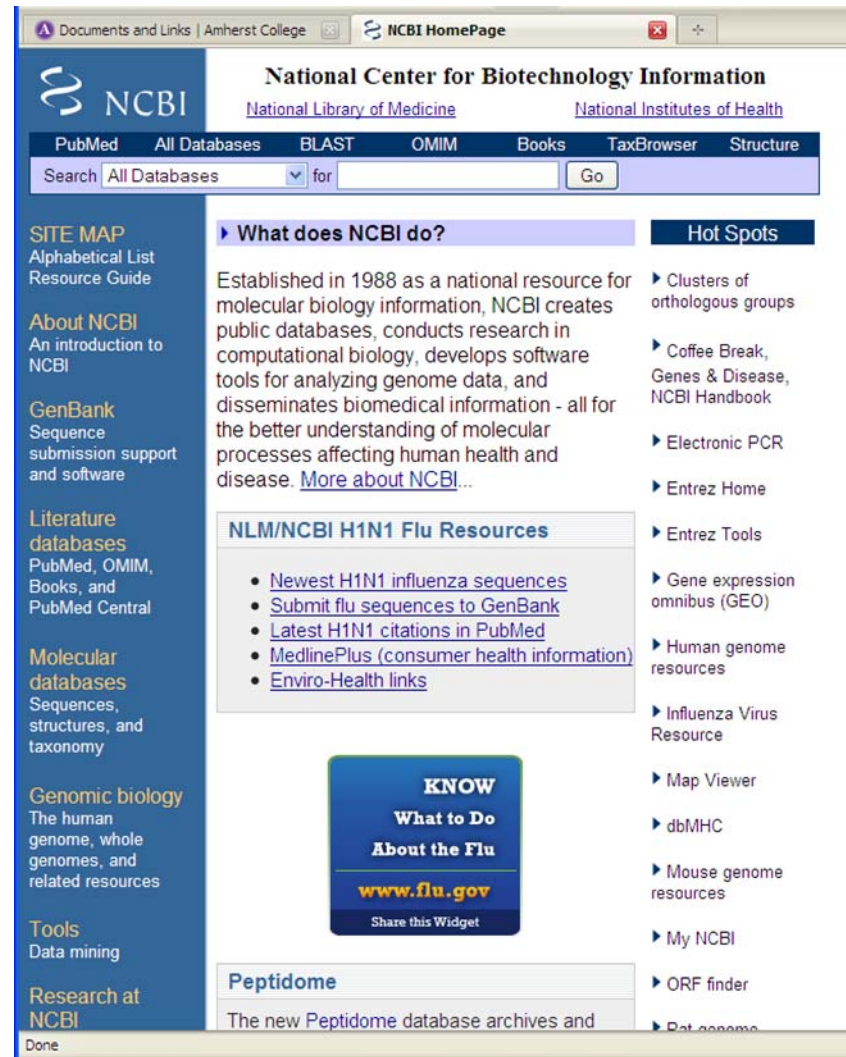 Documents and Links | Amherst College
NCBI HomePage
NCBI
National Center for Biotechnology Information
National Library of Medicine
National Institutes of Health
PubMed All Databases BLAST OMIM Books TaxBrowser Structure
Search All Databases for Go
SITE MAP
Alphabetical List
Resource Guide
About NCBI
An introduction to
NCBI
GenBank
Sequence
submission support
and software
Literature
databases
PubMed, OMIM,
Books, and
PubMed Central
Molecular
databases
Sequences,
structures, and
taxonomy
Genomic biology
The human
genome, whole
genomes, and
related resources
Tools
Data mining
Research at
NCBI
What does NCBI do?
Established in 1988 as a national resource for
molecular biology information, NCBI creates
public databases, conducts research in
computational biology, develops software
tools for analyzing genome data, and
disseminates biomedical information - all for
the better understanding of molecular
processes affecting human health and
disease. More about NCBI...
NLM/NCBI H1N1 Flu Resources
• Newest H1N1 influenza sequences
• Submit flu sequences to GenBank
• Latest H1N1 citations in PubMed
• MedlinePlus (consumer health information)
• Enviro-Health links
KNOW
What to Do
About the Flu
www.flu.gov
Share this Widget
Peptidome
The new Peptidome database archives and
Hot Spots
Clusters of
orthologous groups
Coffee Break,
Genes & Disease,
NCBI Handbook
Electronic PCR
Entrez Home
Entrez Tools
Gene expression
omnibus (GEO)
Human genome
resources
Influenza Virus
Resource
Map Viewer
dbMHC
Mouse genome
resources
My NCBI
ORF finder
Rat genome
Done